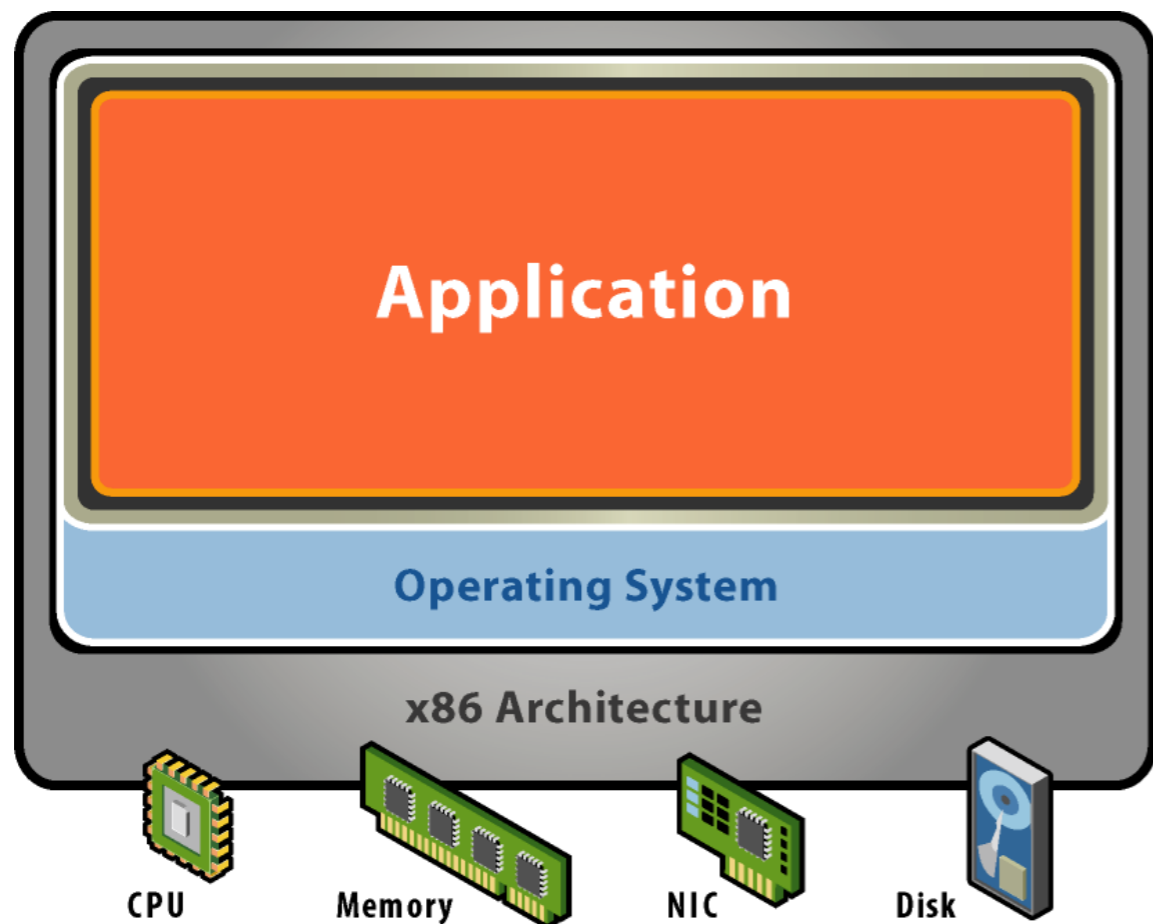 Application
Operating System
x86 Architecture
CPU
Memory
NIC
Disk